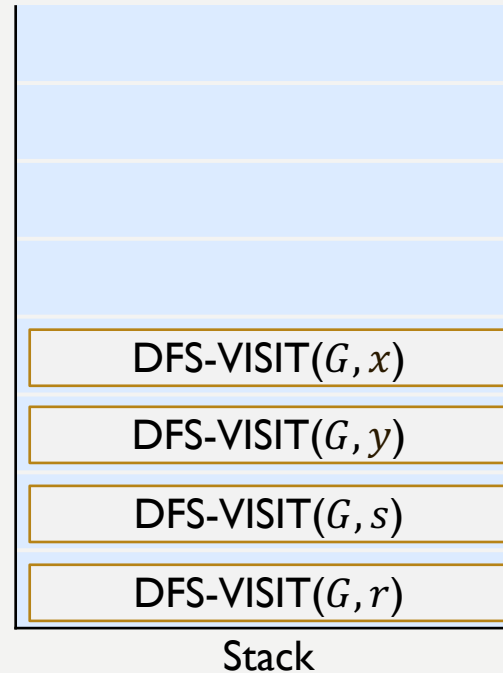 DFS-VISIT(G, x)
DFS-VISIT(G, y)
DFS-VISIT(G, s)
DFS-VISIT(G, r)
Stack